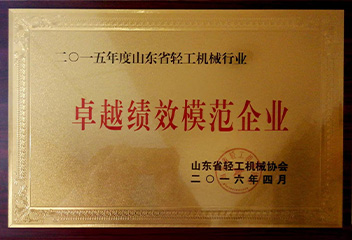 二〇一五年度山东省轻工机械行业
卓越绩效模范企业
山东省轻工机械协会
二〇一六年四月